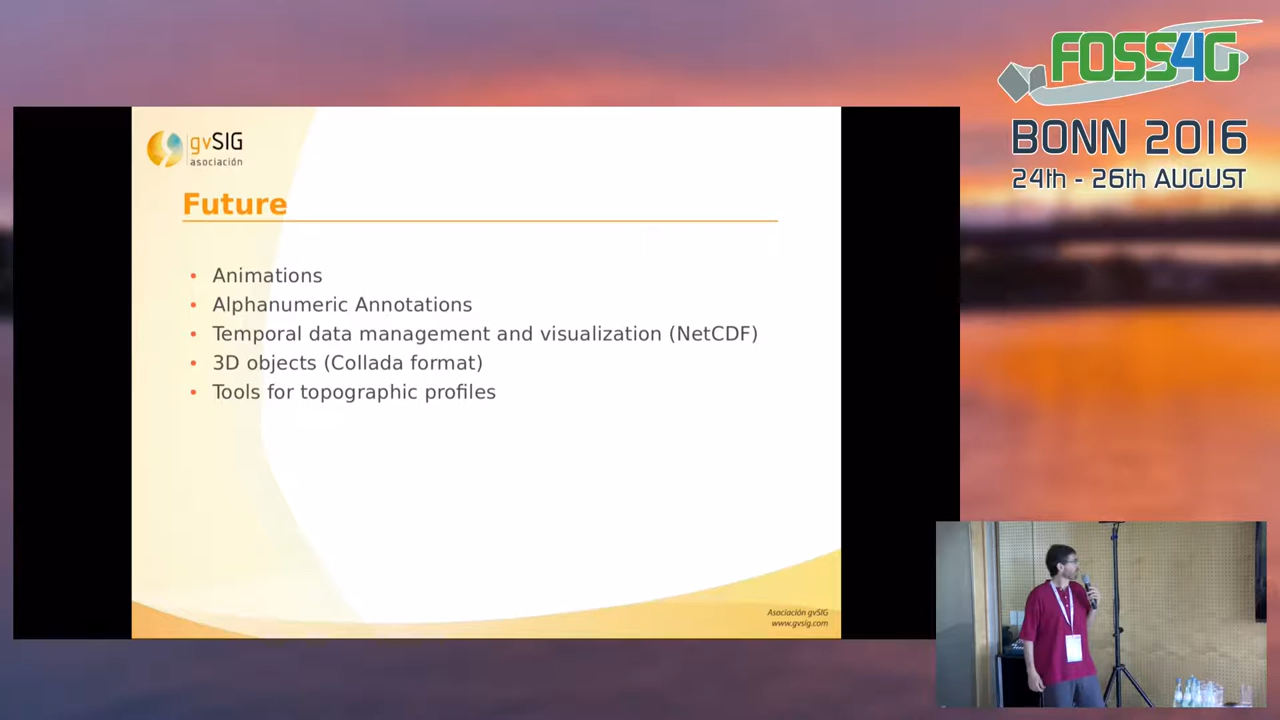 FOSS4G
BONN 2016
24th - 26th AUGUST
gvSIG
asociación
Future
• Animations
• Alphanumeric Annotations
• Temporal data management and visualization (NetCDF)
• 3D objects (Collada format)
• Tools for topographic profiles
Asociación gvSIG
www.gvsig.com